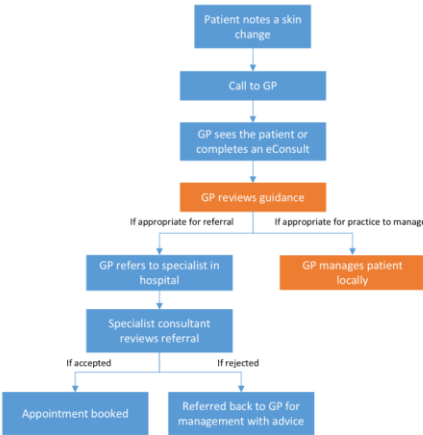 Patient notes a skin
change
Call to GP
GP sees the patient or
completes an eConsult
GP reviews guidance
If appropriate for referral
If appropriate for practice to manage
GP refers to specialist in
hospital
GP manages patient
locally
Specialist consultant
reviews referral
If accepted
If rejected
Appointment booked
Referred back to GP for
management with advice